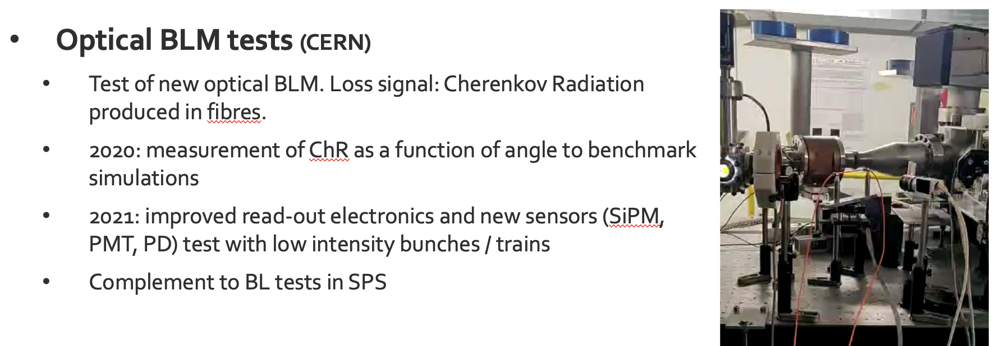 • Optical BLM tests (CERN)
• Test of new optical BLM. Loss signal: Cherenkov Radiation
produced in fibres.
• 2020: measurement of ChR as a function of angle to benchmark
simulations
• 2021: improved read-out electronics and new sensors (SiPM,
PMT, PD) test with low intensity bunches / trains
• Complement to BL tests in SPS